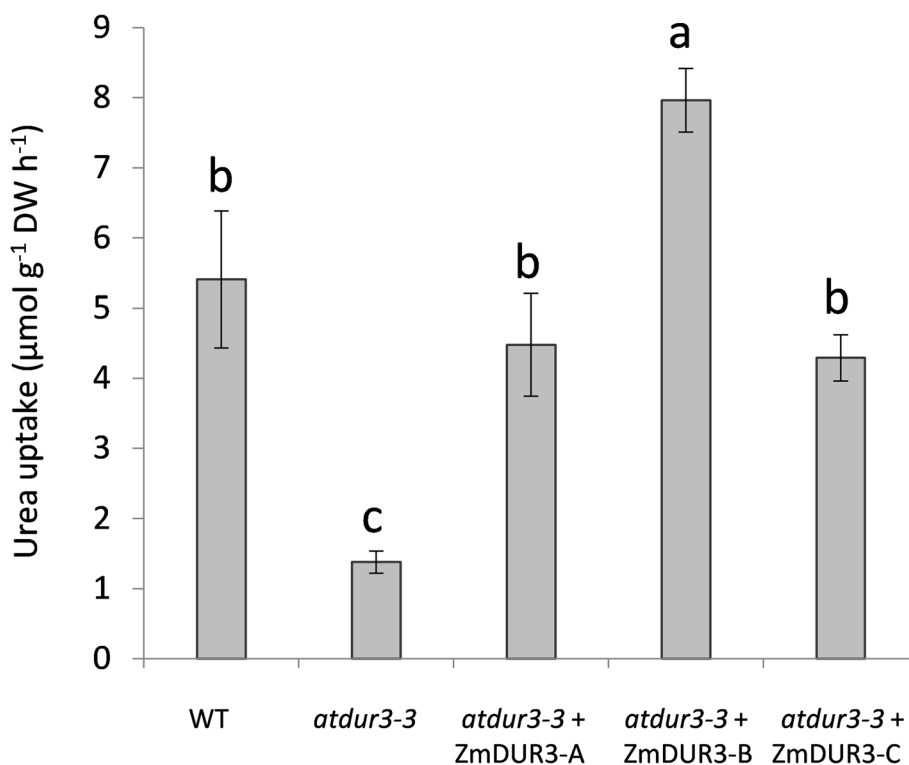 Urea uptake (µmol g⁻¹ DW h⁻¹)
9
8
7
6
5
4
3
2
1
0
b
c
b
a
b
WT
atdur3-3
atdur3-3 +
ZmDUR3-A
atdur3-3 +
ZmDUR3-B
atdur3-3 +
ZmDUR3-C